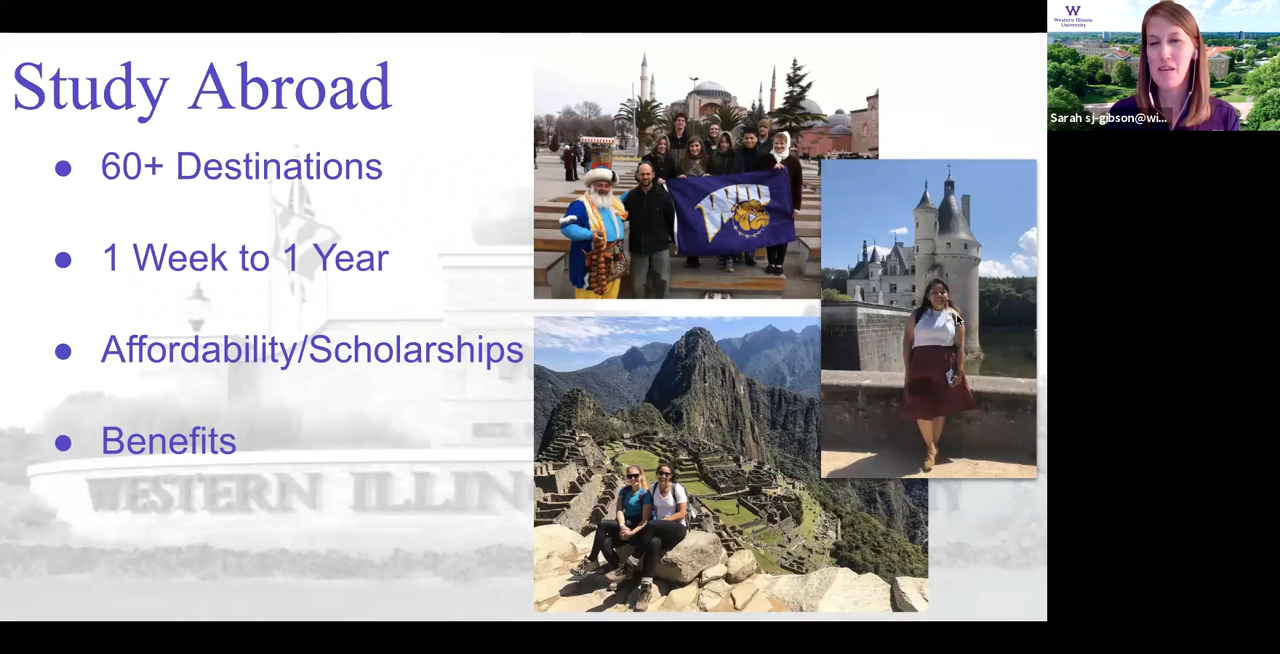 Study Abroad
● 60+ Destinations
● 1 Week to 1 Year
● Affordability/Scholarships
● Benefits
WESTERN ILLIN
WIU
W
Western Illinois
University
Sarah sj-gibson@wi...